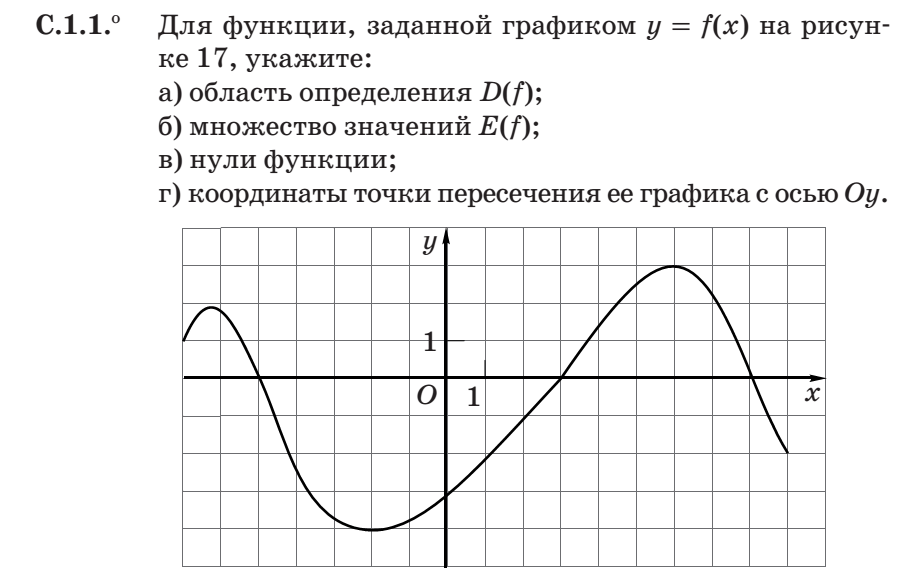 С.1.1.° Для функции, заданной графиком y = f(x) на рисун-
ке 17, укажите:
а) область определения D(f);
б) множество значений E(f);
в) нули функции;
г) координаты точки пересечения ее графика с осью Oy.
y
1
O 1 x